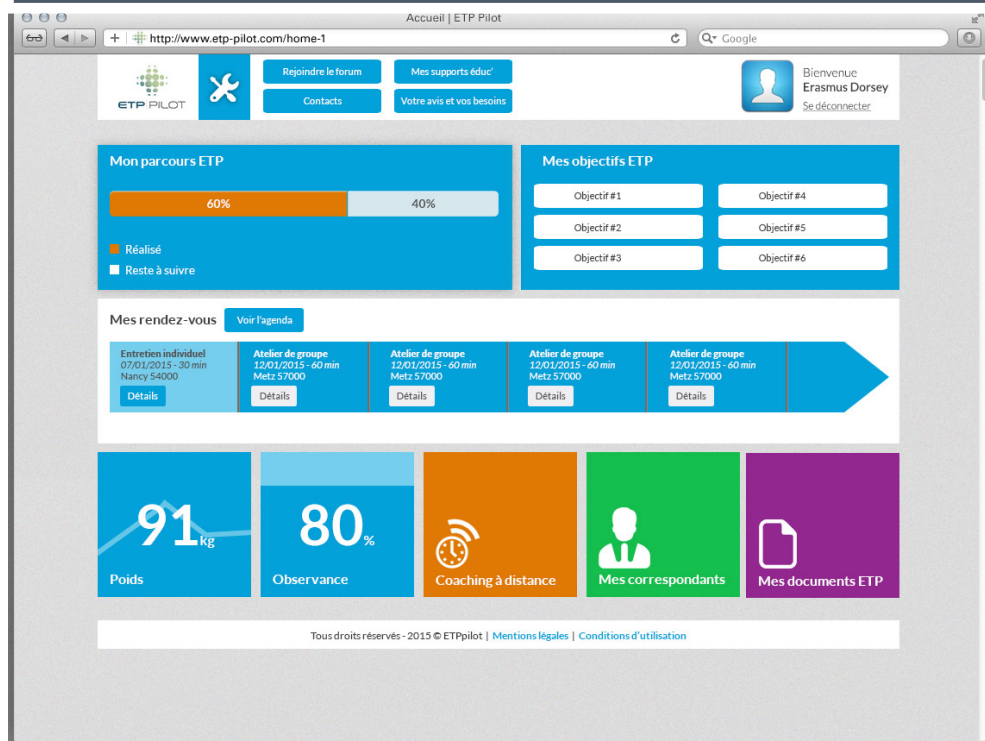 Accueil | ETP Pilot
http://www.etp-pilot.com/home-1
Google
ETP PILOT
Rejoindre le forum
Mes supports éduc'
Contacts
Votre avis et vos besoins
Bienvenue
Erasmus Dorsey
Se déconnecter
Mon parcours ETP
60%
40%
Réalisé
Reste à suivre
Mes objectifs ETP
Objectif #1
Objectif #4
Objectif #2
Objectif #5
Objectif #3
Objectif #6
Mes rendez-vous
Voir l'agenda
Entretien individuel
07/01/2015 - 30 min
Nancy 54000
Détails
Atelier de groupe
12/01/2015 - 60 min
Metz 57000
Détails
Atelier de groupe
12/01/2015 - 60 min
Metz 57000
Détails
Atelier de groupe
12/01/2015 - 60 min
Metz 57000
Détails
Atelier de groupe
12/01/2015 - 60 min
Metz 57000
Détails
91 kg
Poids
80 %
Observance
Coaching à distance
Mes correspondants
Mes documents ETP
Tous droits réservés - 2015 © ETPpilot | Mentions légales | Conditions d'utilisation